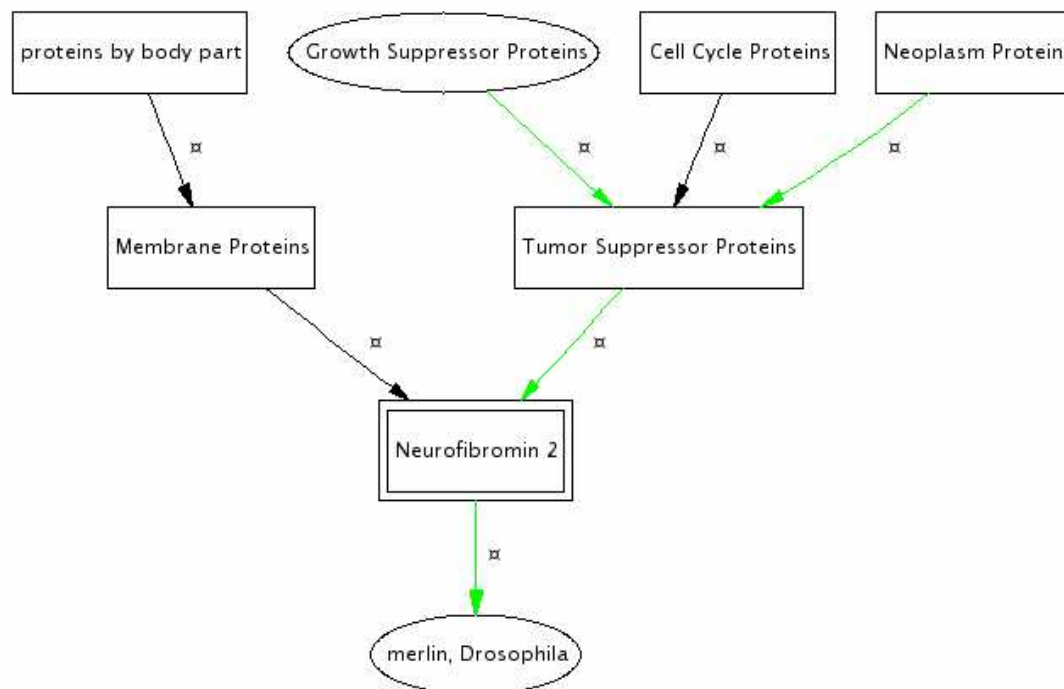 proteins by body part
Growth Suppressor Proteins
Cell Cycle Proteins
Neoplasm Protein
¤
¤
¤
¤
Membrane Proteins
Tumor Suppressor Proteins
¤
¤
Neurofibromin 2
¤
merlin, Drosophila